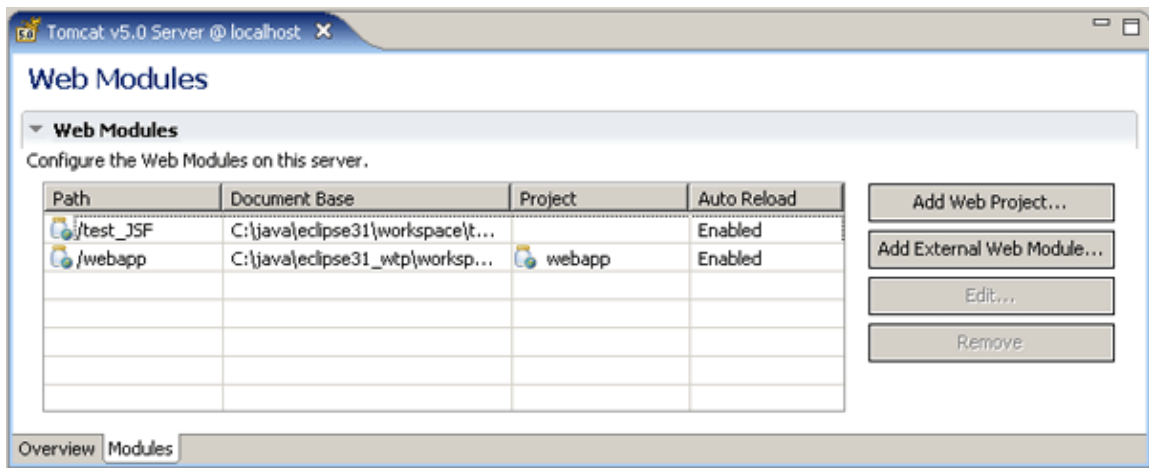 5.0 Tomcat v5.0 Server @ localhost
Web Modules
Web Modules
Configure the Web Modules on this server.
Path Document Base Project Auto Reload
/test_JSF C:\java\eclipse31\workspace\t... Enabled
/webapp C:\java\eclipse31_wtp\worksp... webapp Enabled
Add Web Project...
Add External Web Module...
Edit...
Remove
Overview Modules